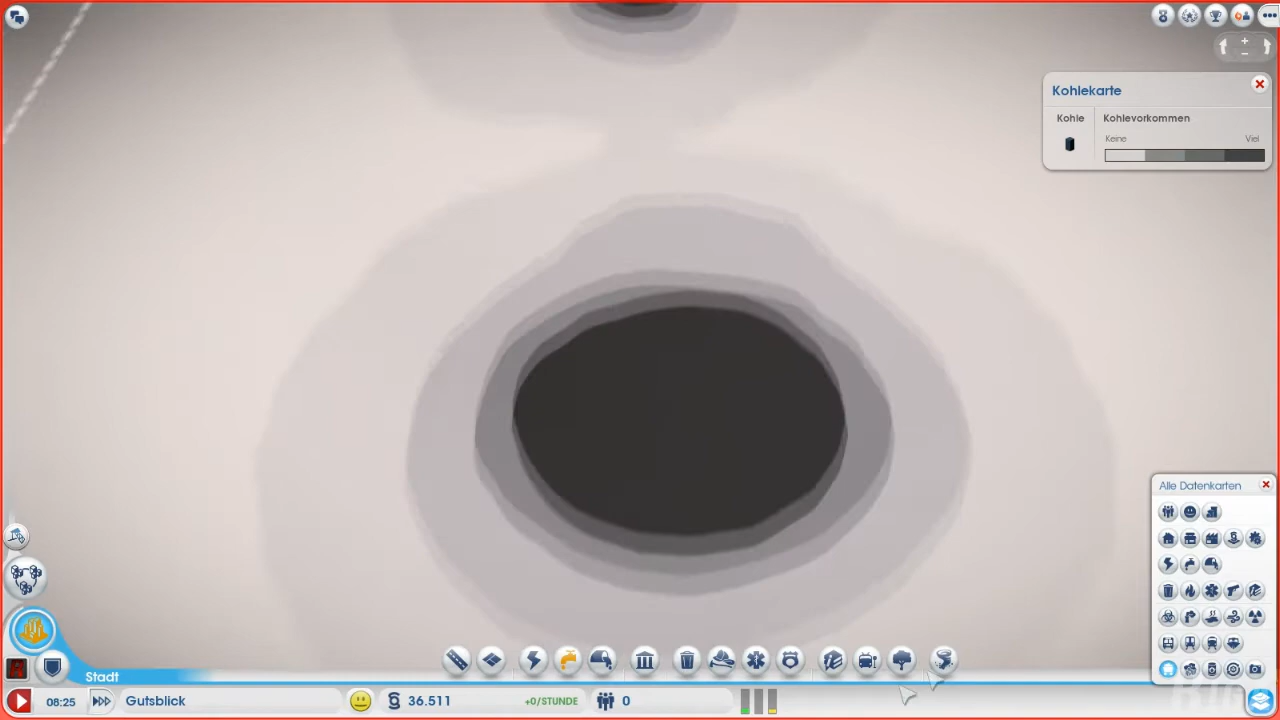 Kohlekarte
Kohle
Kohlevorkommen
Keine
Viel
Alle Datenkarten
Stadt
08:25
Gutsblick
36.511
+0/STUNDE
0